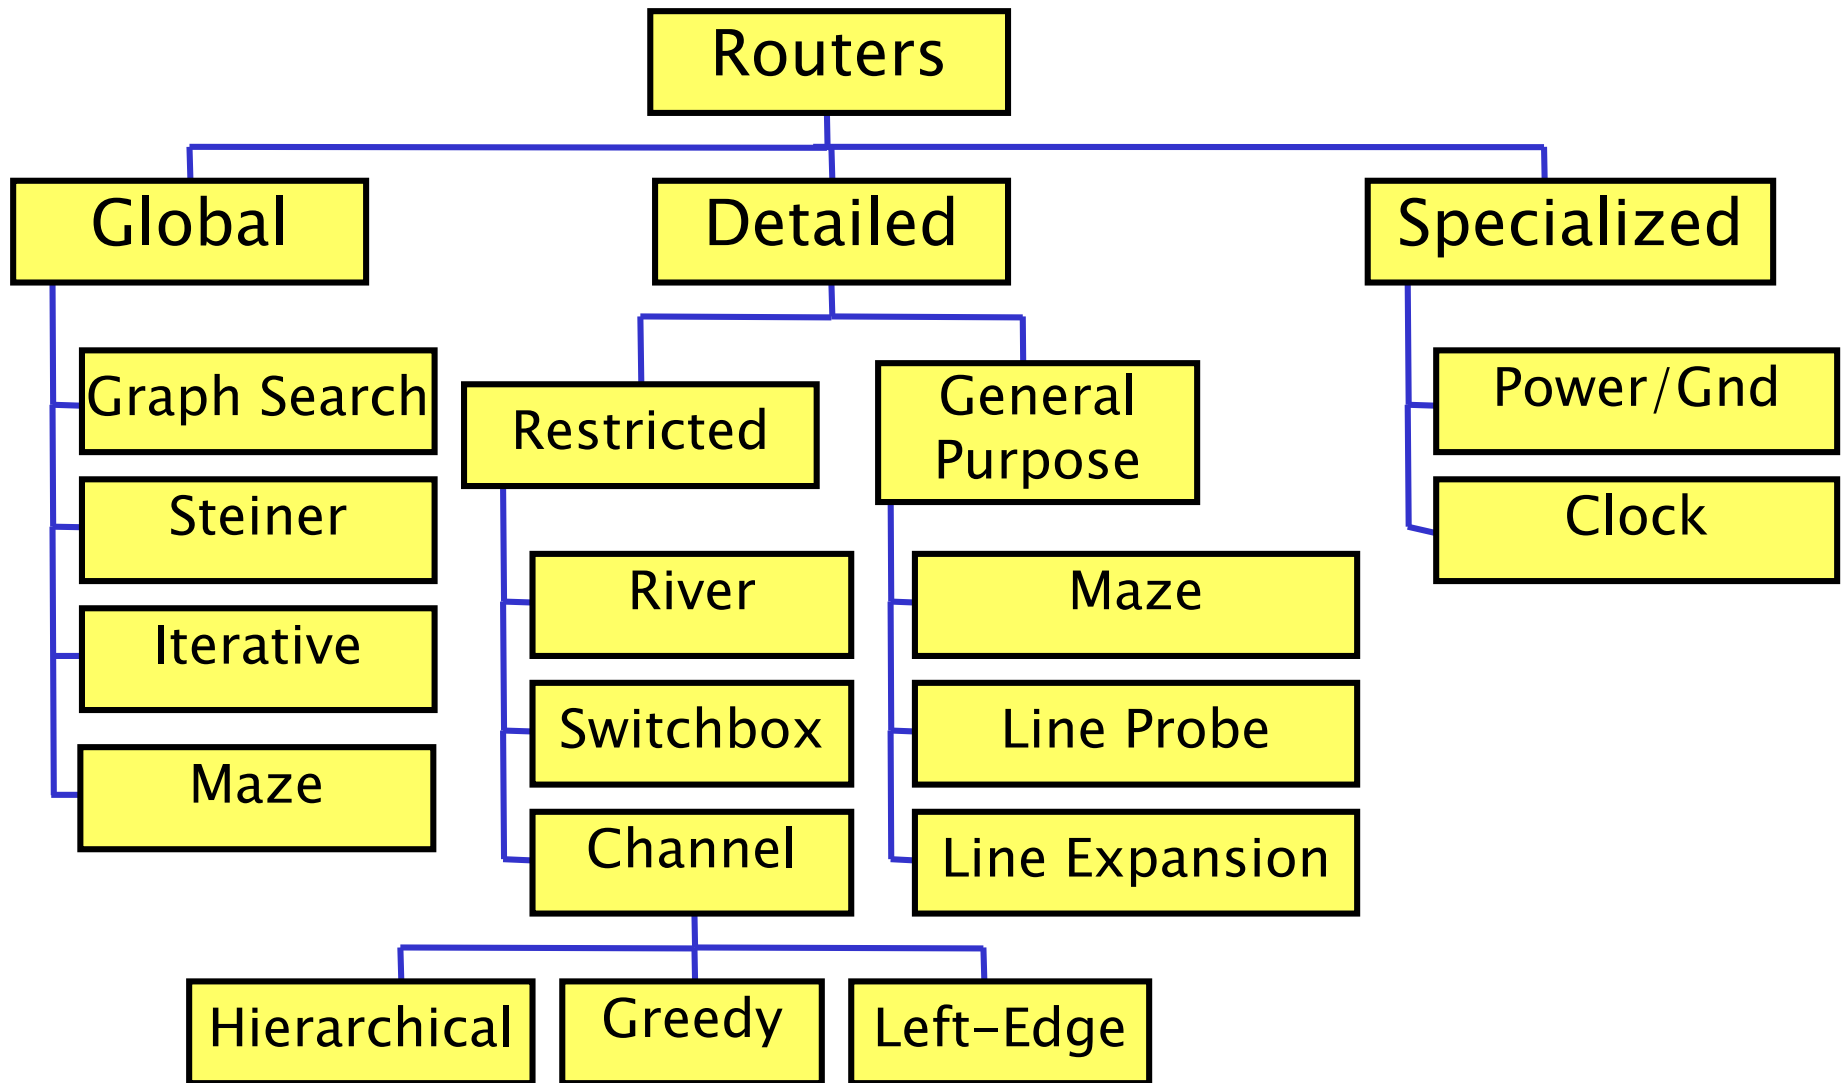 Routers
Global
Detailed
Specialized
Graph Search
Steiner
Iterative
Maze
Restricted
River
Switchbox
Channel
Hierarchical
Greedy
Left-Edge
General
Purpose
Maze
Line Probe
Line Expansion
Power/Gnd
Clock